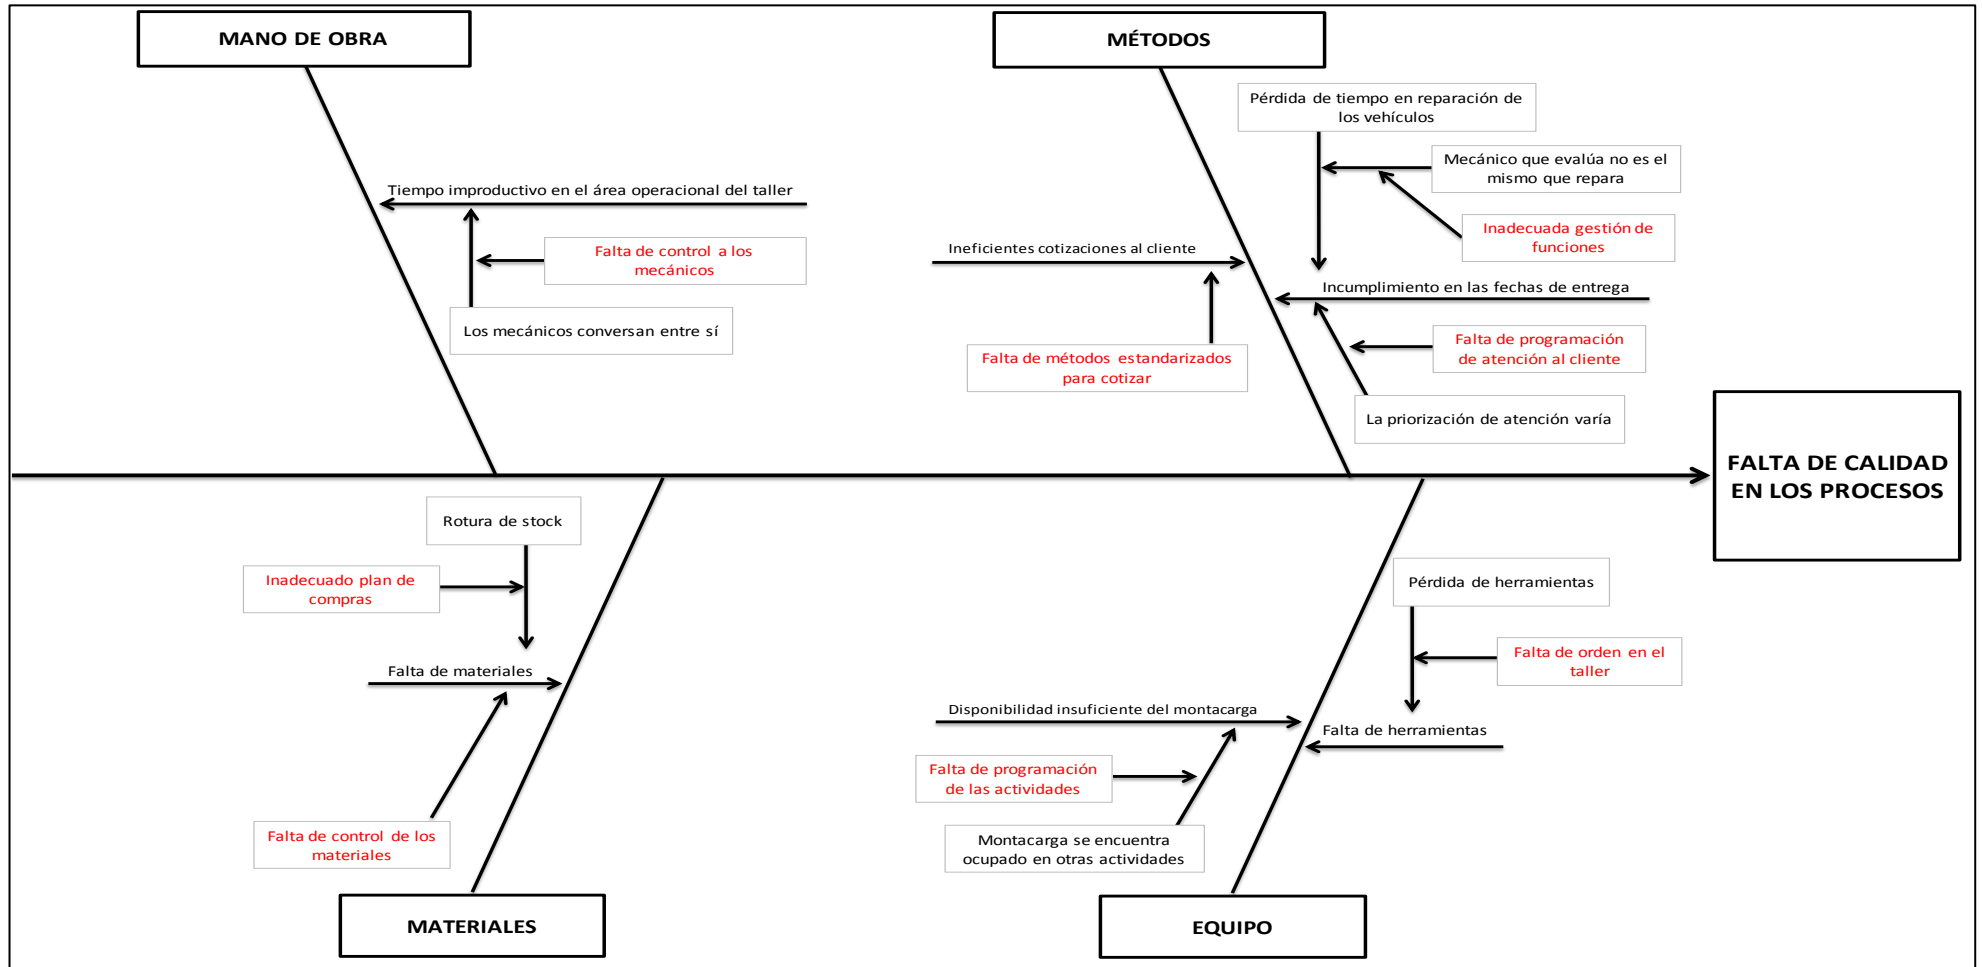 MANO DE OBRA
MÉTODOS
Pérdida de tiempo en reparación de
los vehículos
Mecánico que evalúa no es el
mismo que repara
Tiempo improductivo en el área operacional del taller
Inadecuada gestión de
funciones
Falta de control a los
mecánicos
Ineficientes cotizaciones al cliente
Incumplimiento en las fechas de entrega
Los mecánicos conversan entre sí
Falta de métodos estandarizados
para cotizar
Falta de programación
de atención al cliente
La priorización de atención varía
FALTA DE CALIDAD
EN LOS PROCESOS
Rotura de stock
Inadecuado plan de
compras
Pérdida de herramientas
Falta de materiales
Falta de orden en el
taller
Disponibilidad insuficiente del montacarga
Falta de herramientas
Falta de programación
de las actividades
Falta de control de los
materiales
Montacarga se encuentra
ocupado en otras actividades
MATERIALES
EQUIPO